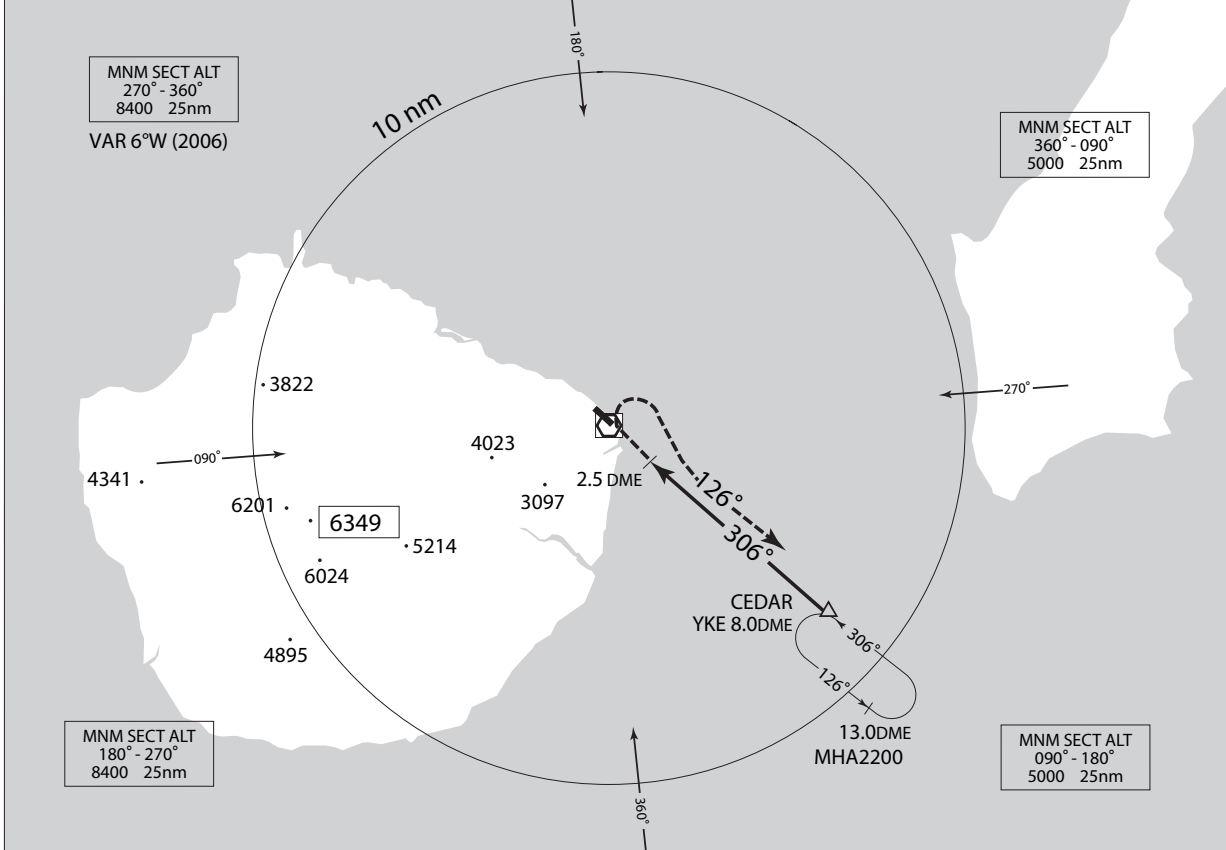 180°
MNM SECT ALT
270° - 360°
8400 25nm
VAR 6°W (2006)
10 nm
MNM SECT ALT
360° - 090°
5000 25nm
3822
270°
4023
090°
4341
2.5 DME
3097
126°
6201
6349
306°
5214
6024
CEDAR
YKE 8.0DME
306°
4895
126°
13.0DME
MHA2200
MNM SECT ALT
180° - 270°
8400 25nm
MNM SECT ALT
090° - 180°
5000 25nm
360°